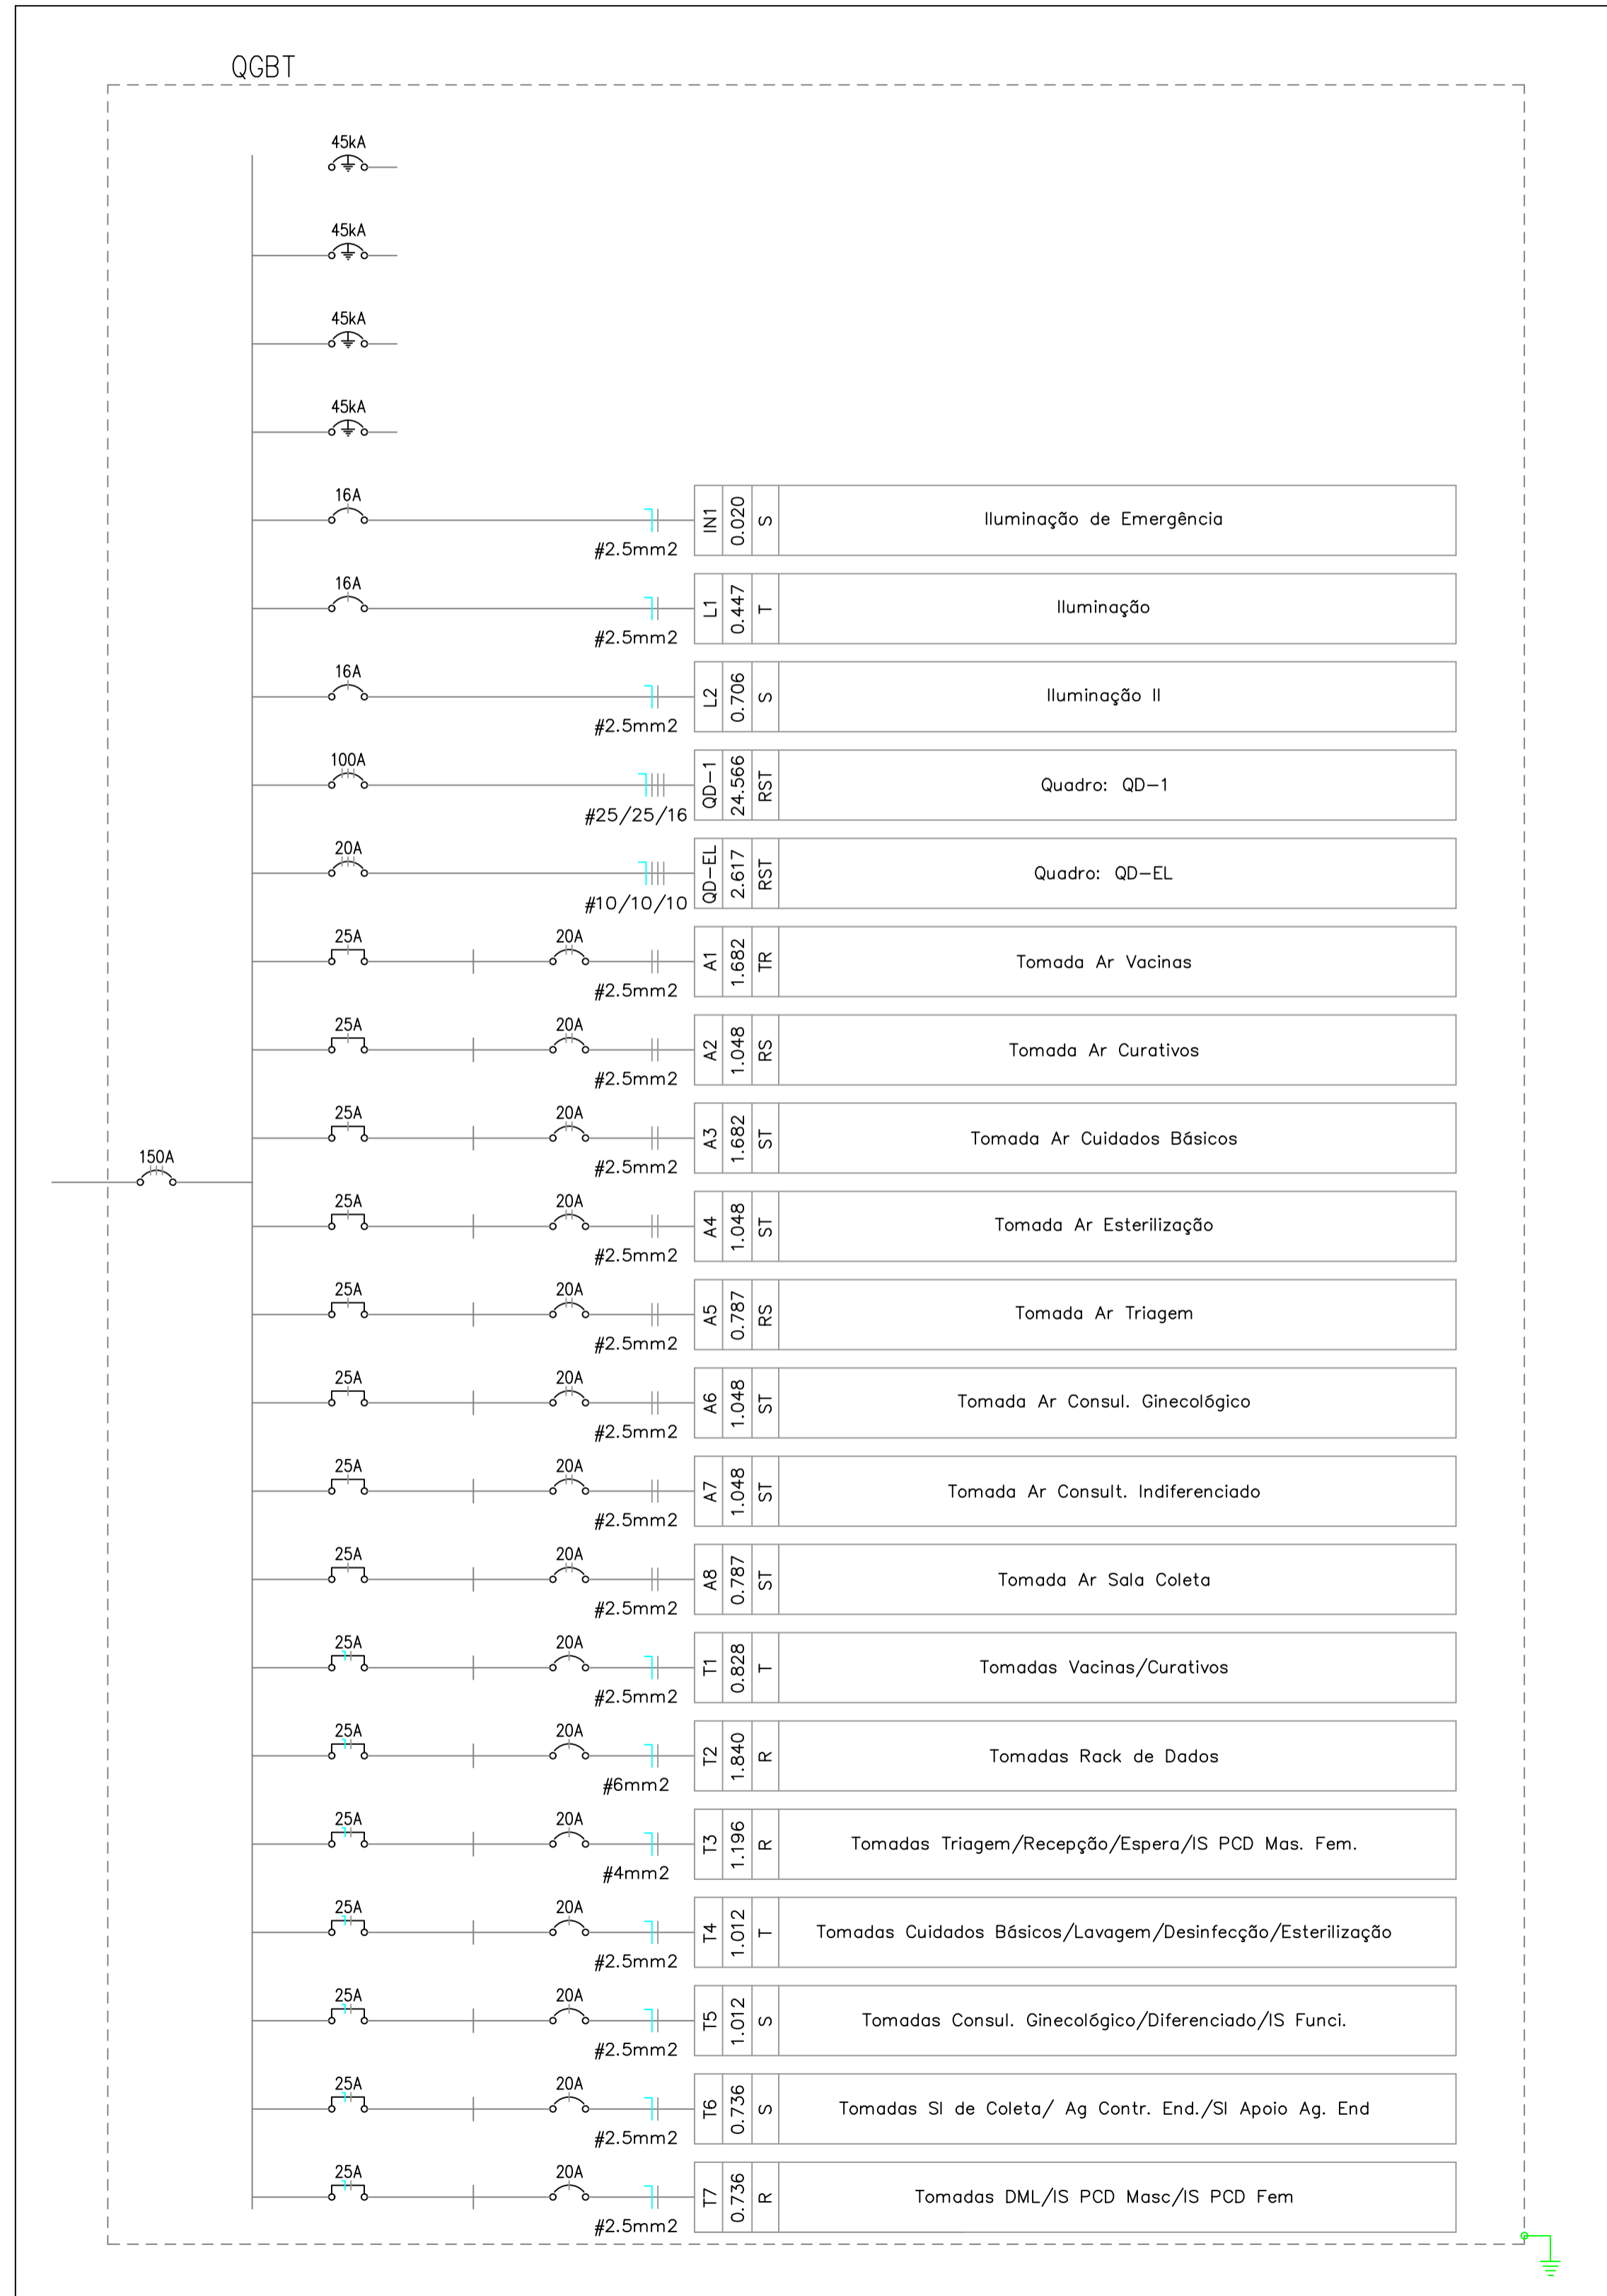 QGBT
45kA
45kA
45kA
45kA
16A
#2.5mm2
IN1
0.020
S
Iluminação de Emergência
16A
#2.5mm2
L1
0.447
T
Iluminação
16A
#2.5mm2
L2
0.706
S
Iluminação II
100A
#25/25/16
QD-1
24.566
RST
Quadro: QD-1
20A
#10/10/10
QD-EL
2.617
RST
Quadro: QD-EL
25A
20A
#2.5mm2
A1
1.682
TR
Tomada Ar Vacinas
25A
20A
#2.5mm2
A2
1.048
RS
Tomada Ar Curativos
25A
20A
#2.5mm2
A3
1.682
ST
Tomada Ar Cuidados Básicos
150A
25A
20A
#2.5mm2
A4
1.048
ST
Tomada Ar Esterilização
25A
20A
#2.5mm2
A5
0.787
RS
Tomada Ar Triagem
25A
20A
#2.5mm2
A6
1.048
ST
Tomada Ar Consul. Ginecológico
25A
20A
#2.5mm2
A7
1.048
ST
Tomada Ar Consult. Indiferenciado
25A
20A
#2.5mm2
A8
0.787
ST
Tomada Ar Sala Coleta
25A
20A
#2.5mm2
T1
0.828
T
Tomadas Vacinas/Curativos
25A
20A
#6mm2
T2
1.840
R
Tomadas Rack de Dados
25A
20A
#4mm2
T3
1.196
R
Tomadas Triagem/Recepção/Espera/IS PCD Mas. Fem.
25A
20A
#2.5mm2
T4
1.012
T
Tomadas Cuidados Básicos/Lavagem/Desinfecção/Esterilização
25A
20A
#2.5mm2
T5
1.012
S
Tomadas Consul. Ginecológico/Diferenciado/IS Funci.
25A
20A
#2.5mm2
T6
0.736
S
Tomadas Sl de Coleta/ Ag Contr. End./Sl Apoio Ag. End
25A
20A
#2.5mm2
T7
0.736
R
Tomadas DML/IS PCD Masc/IS PCD Fem